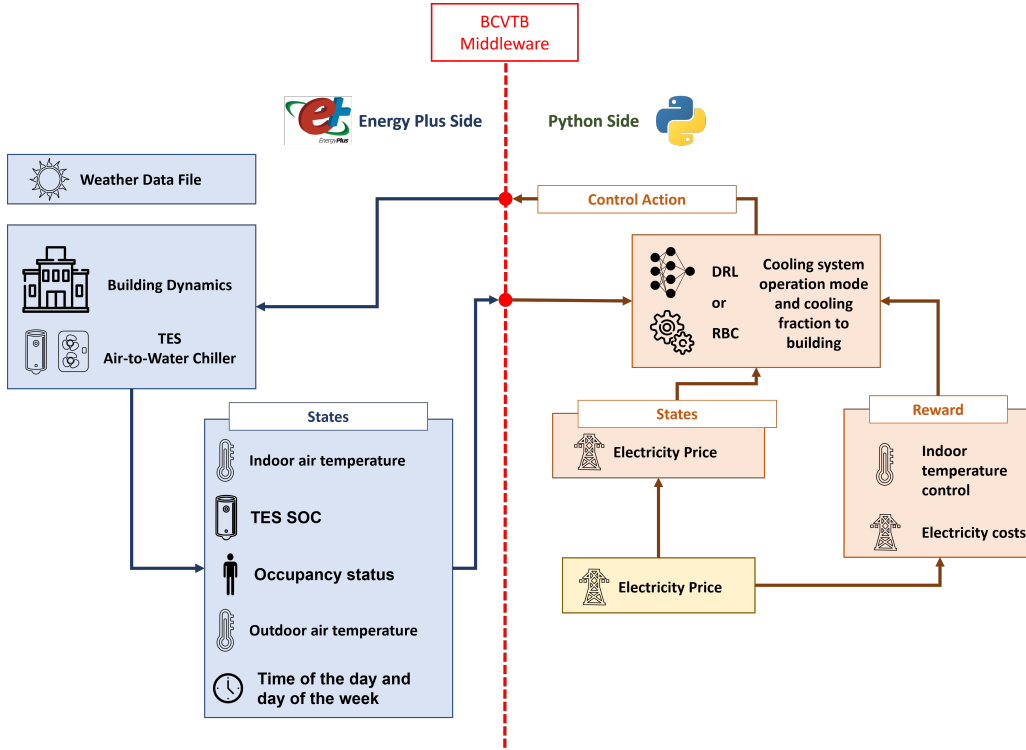 BCVTB
Middleware
EnergyPlus
Energy Plus Side
Python Side
Weather Data File
Control Action
Building Dynamics
TES
Air-to-Water Chiller
DRL
or
RBC
Cooling system
operation mode
and cooling
fraction to
building
States
Indoor air temperature
TES SOC
Occupancy status
Outdoor air temperature
Time of the day and
day of the week
States
Electricity Price
Reward
Indoor
temperature
control
Electricity costs
Electricity Price